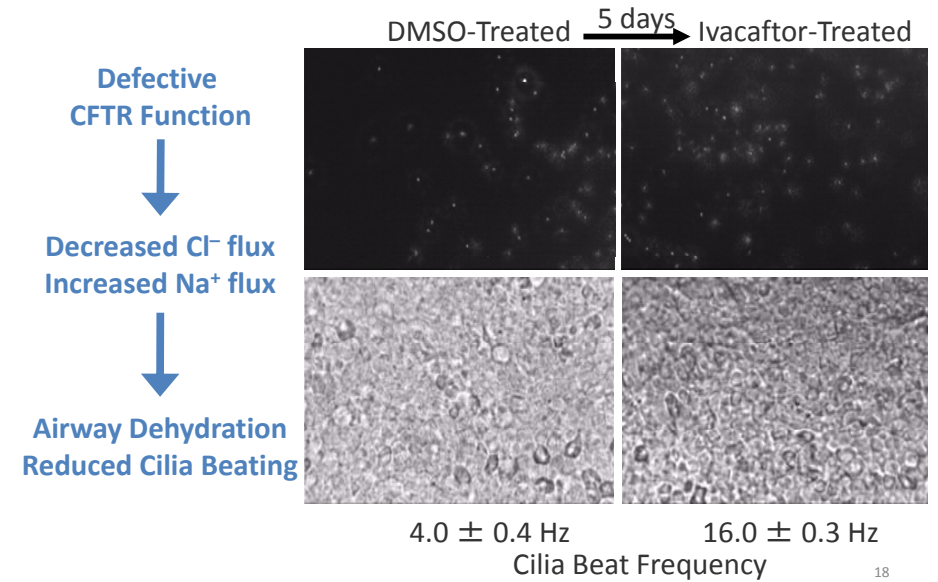 DMSO-Treated 5 days Ivacaftor-Treated
Defective
CFTR Function
Decreased Cl⁻ flux
Increased Na⁺ flux
Airway Dehydration
Reduced Cilia Beating
4.0 ± 0.4 Hz 16.0 ± 0.3 Hz
Cilia Beat Frequency
18